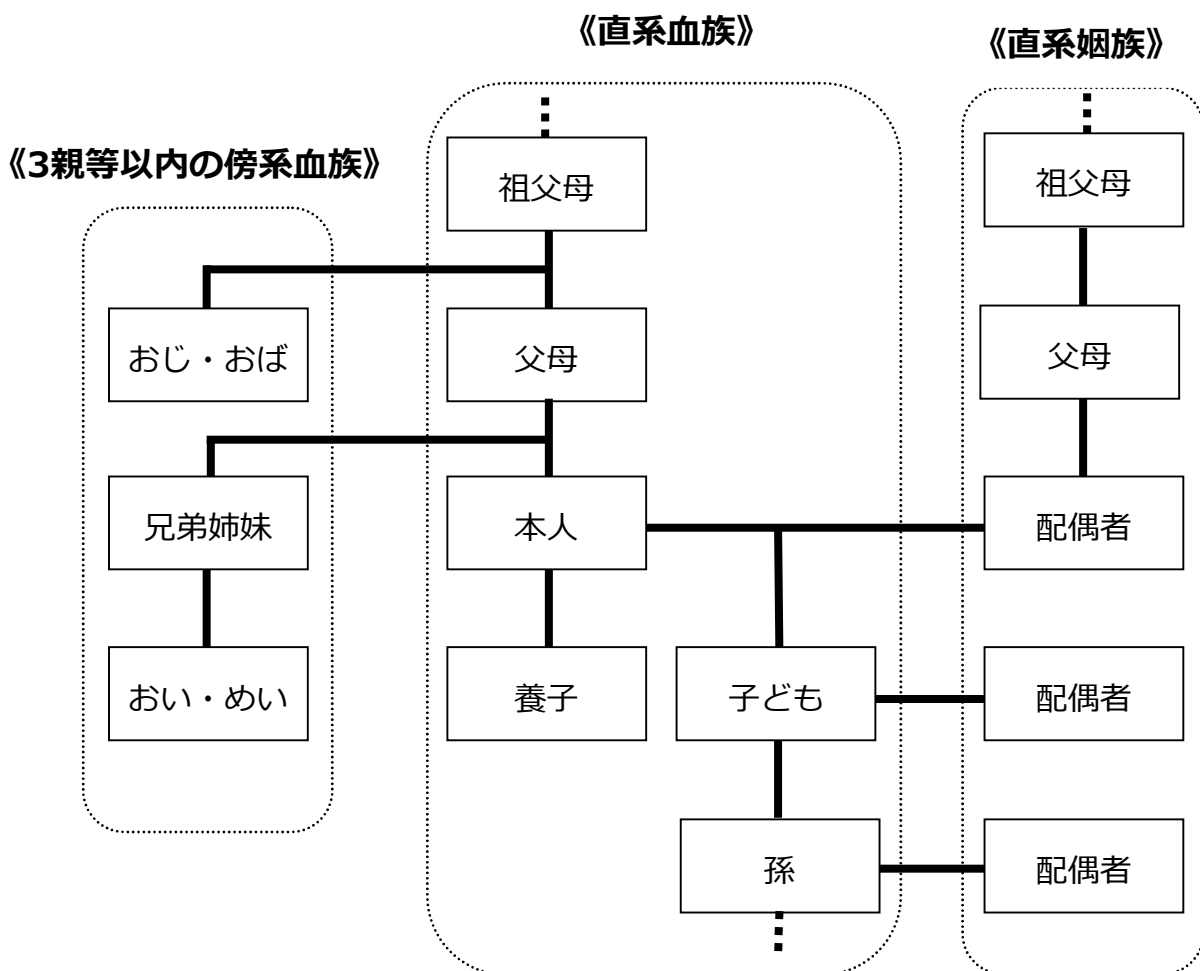 《直系血族》
《直系姻族》
《3親等以内の傍系血族》
祖父母
祖父母
おじ・おば
父母
父母
兄弟姉妹
本人
配偶者
おい・めい
養子
子ども
配偶者
孫
配偶者